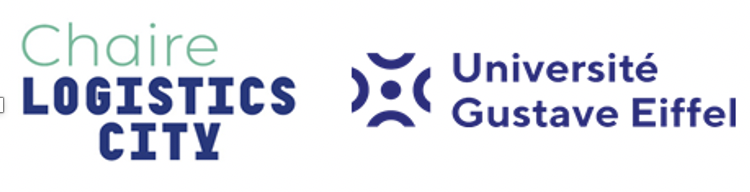 Chaire
LOGISTICS
CITY
Université
Gustave Eiffel